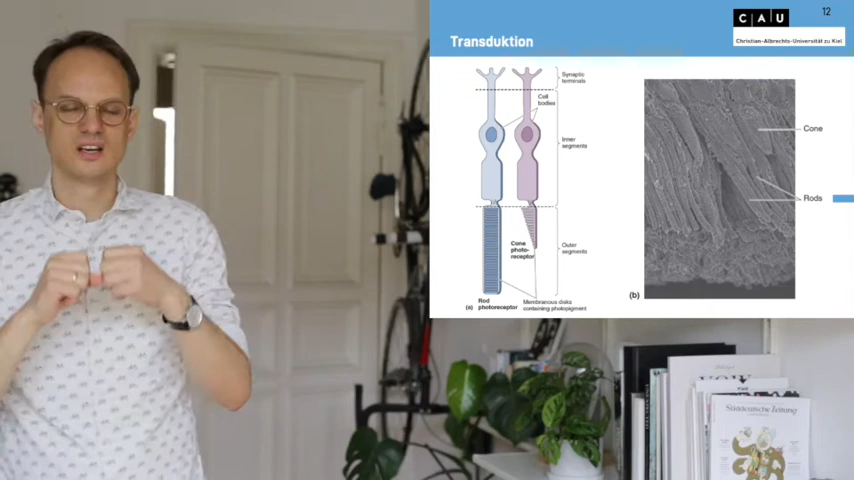 12
CAU
Christian-Albrechts-Universität zu Kiel
Transduktion
Synaptic
terminals
Cell
bodies
Inner
segments
Cone
photo-
receptor
Outer
segments
Rod
photoreceptor
Membranous disks
containing photopigment
(a)
Cone
Rods
(b)
Süddeutsche Zeitung